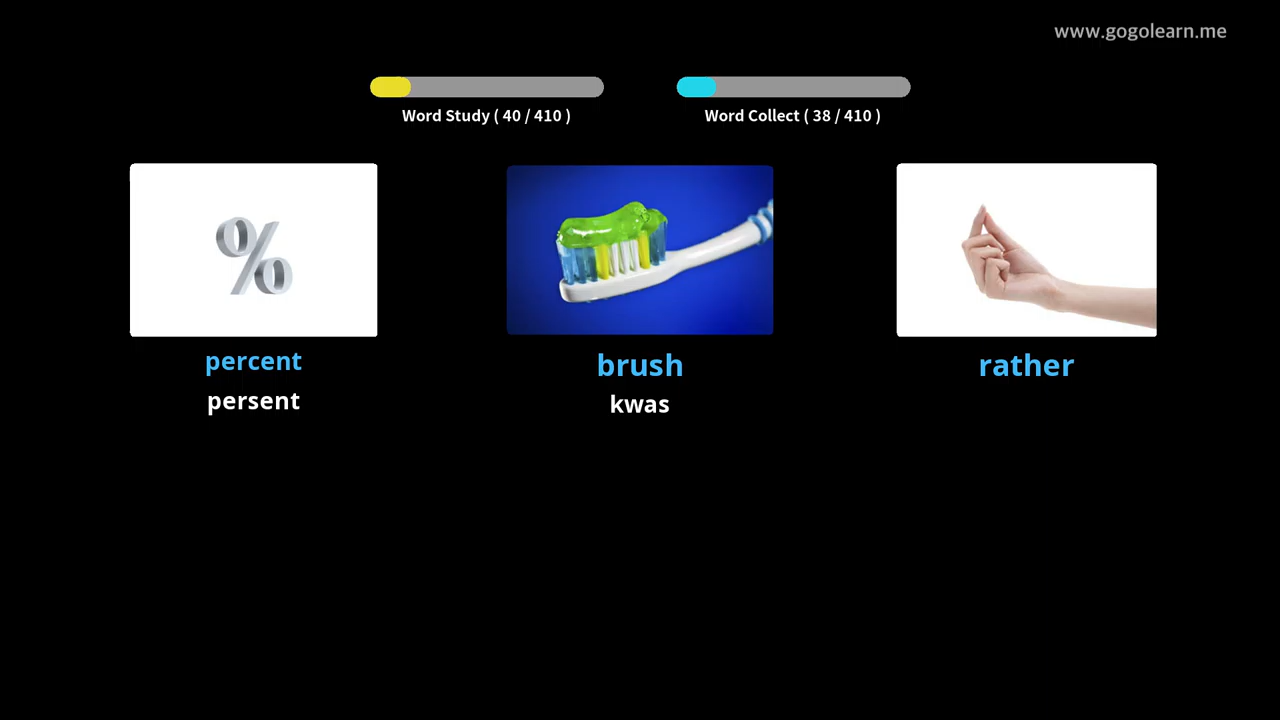 www.gogolearn.me
Word Study ( 40 / 410 )
Word Collect ( 38 / 410 )
%
percent
persent
brush
kwas
rather